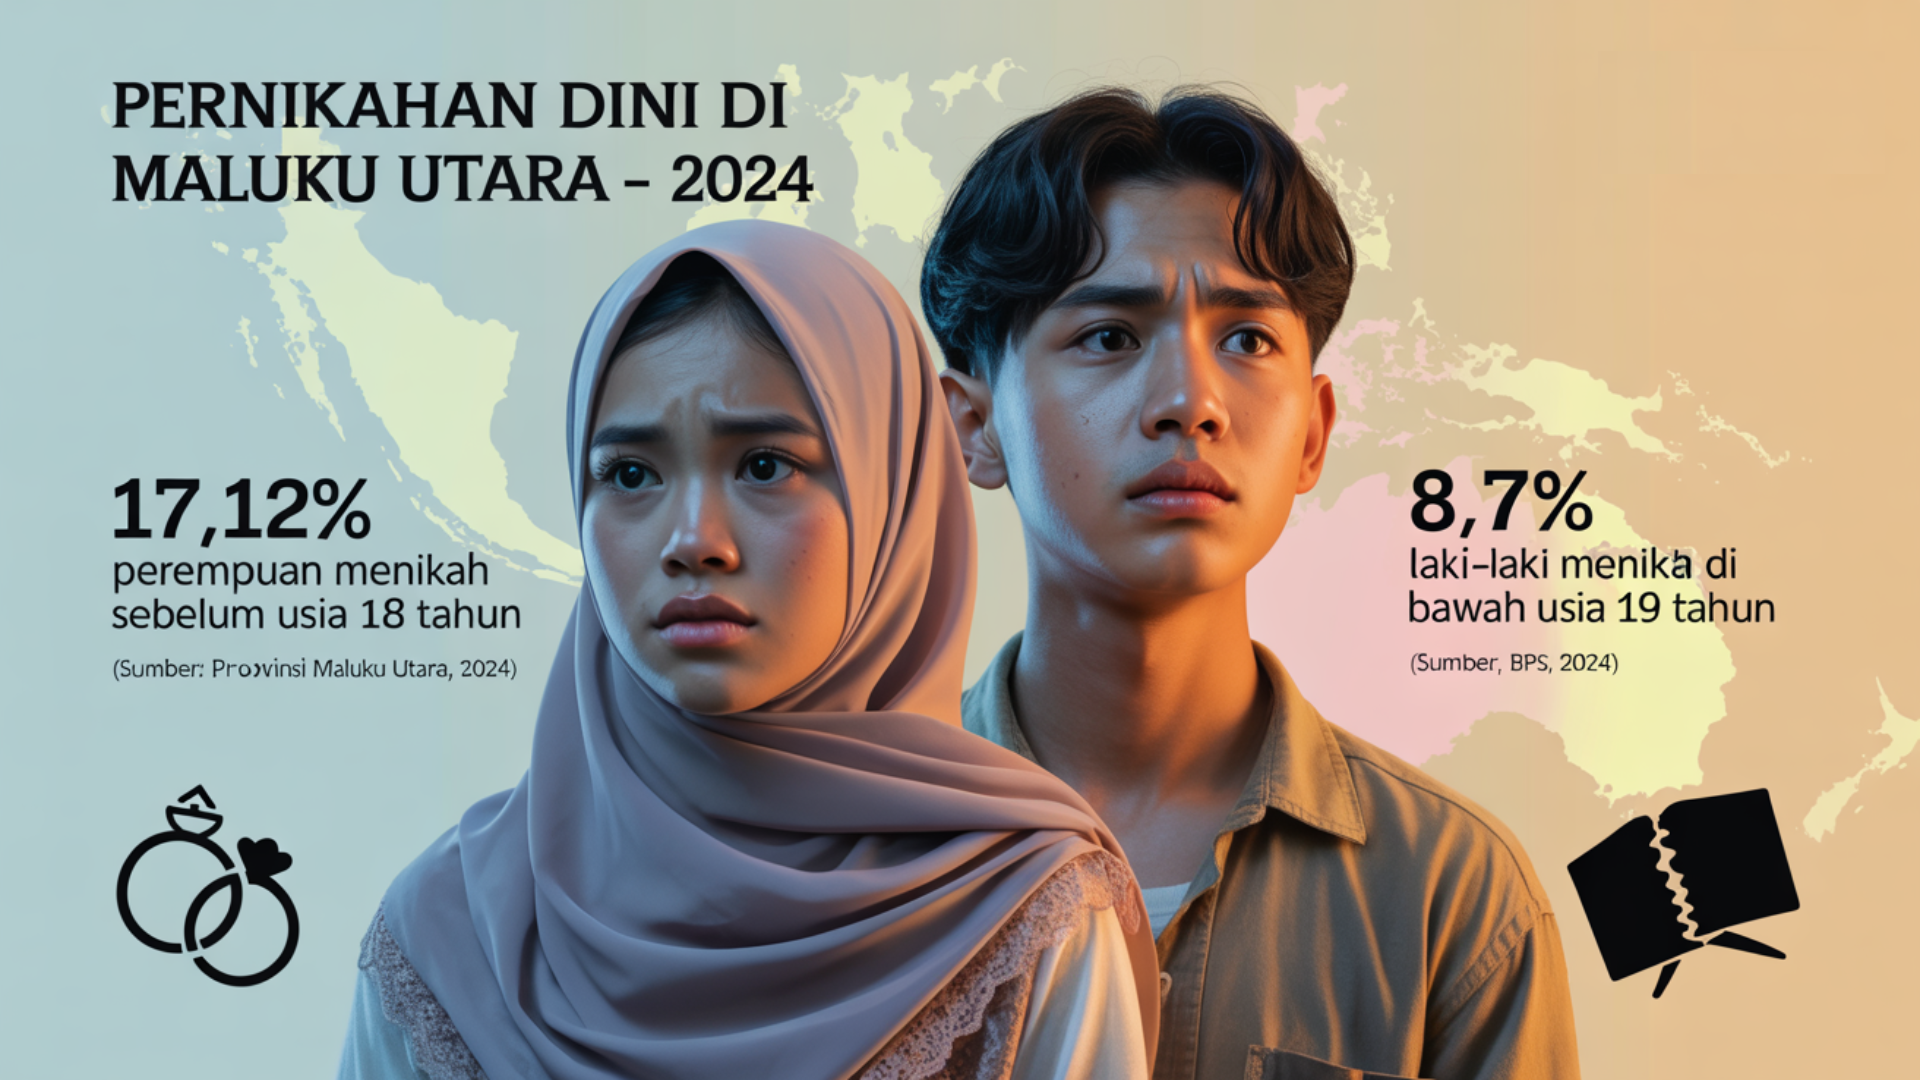 PERNIKAHAN DINI DI
MALUKU UTARA – 2024
17,12%
perempuan menikah
sebelum usia 18 tahun
(Sumber: Proovinsi Maluku Utara, 2024)
8,7%
laki-laki menika di
bawah usia 19 tahun
(Sumber, BPS, 2024)